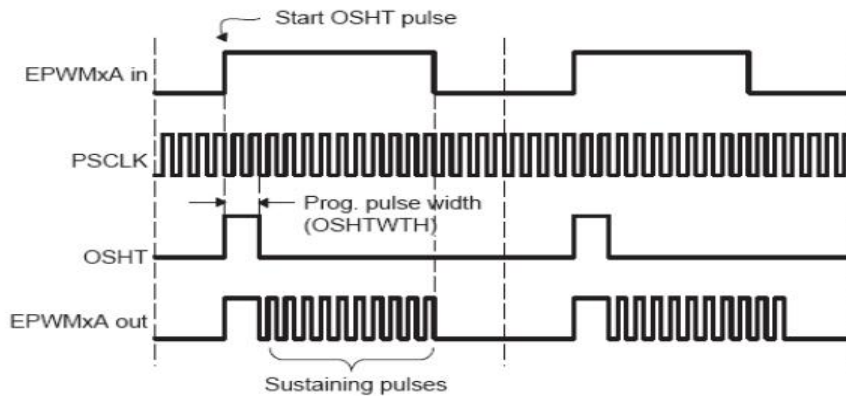 Start OSHT pulse
EPWMxA in
PSCLK
Prog. pulse width
(OSHTWTH)
OSHT
EPWMxA out
Sustaining pulses